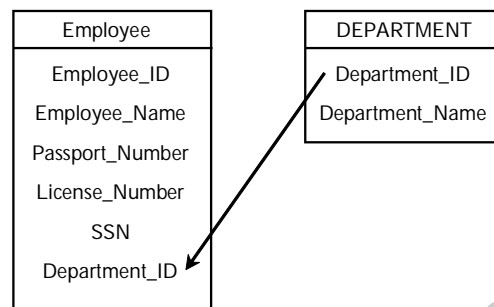 Employee
Employee_ID
Employee_Name
Passport_Number
License_Number
SSN
Department_ID
DEPARTMENT
Department_ID
Department_Name